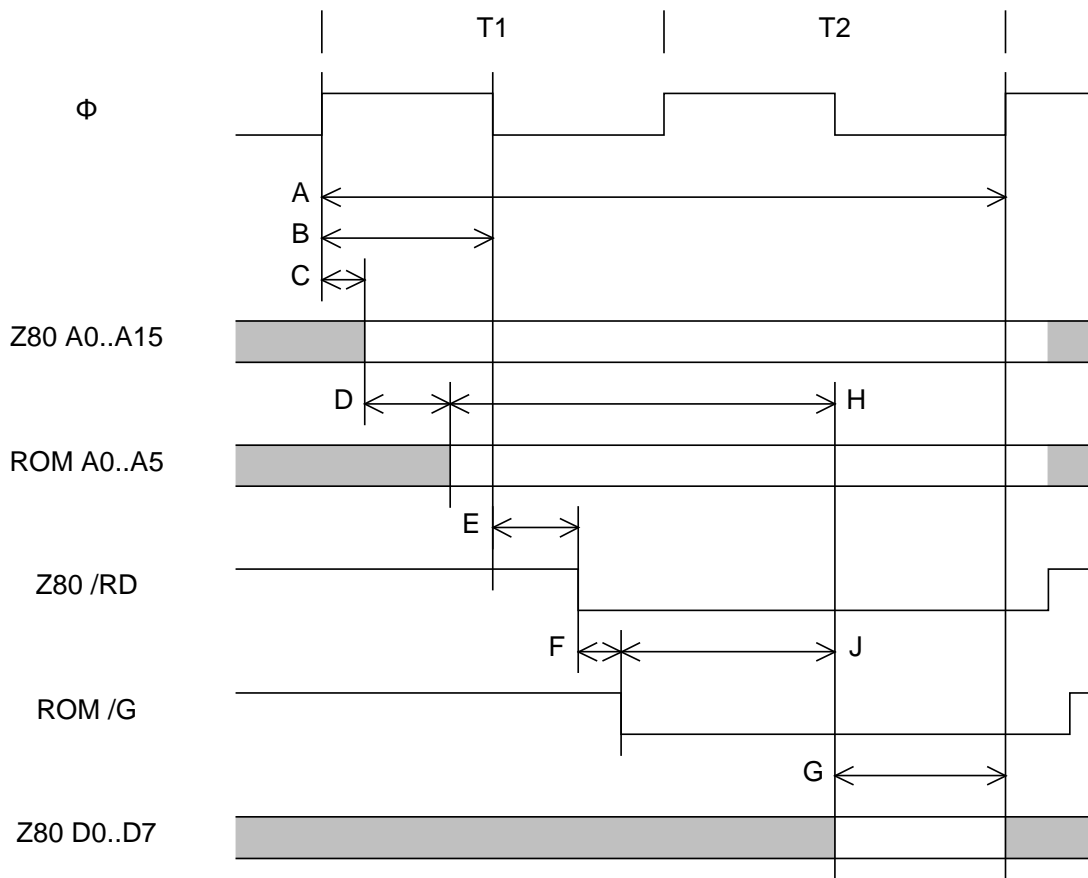 T1 T2
Φ
A
B
C
Z80 A0..A15
D H
ROM A0..A5
E
Z80 /RD
F J
ROM /G
G
Z80 D0..D7